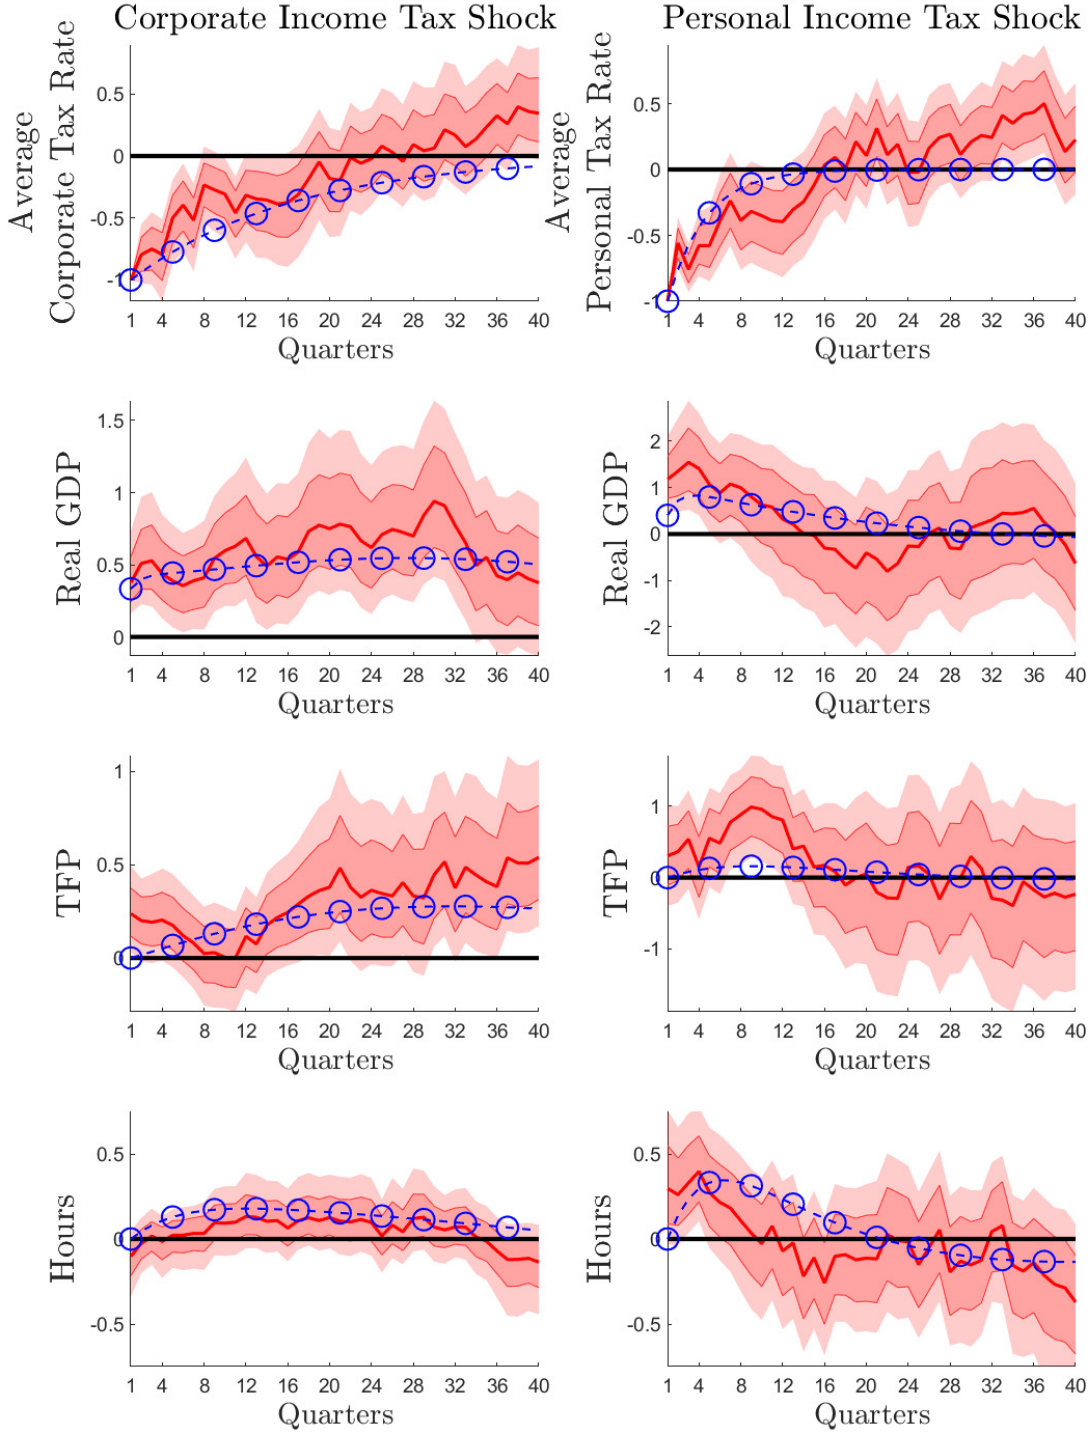 Corporate Income Tax Shock
Personal Income Tax Shock
Average
Corporate Tax Rate
0.5
0
-0.5
-1
1 4 8 12 16 20 24 28 32 36 40
Quarters
Average
Personal Tax Rate
0.5
0
-0.5
-1
1 4 8 12 16 20 24 28 32 36 40
Quarters
Real GDP
1.5
1
0.5
0
1 4 8 12 16 20 24 28 32 36 40
Quarters
Real GDP
2
1
0
-1
-2
1 4 8 12 16 20 24 28 32 36 40
Quarters
TFP
1
0.5
0
1 4 8 12 16 20 24 28 32 36 40
Quarters
TFP
1
0
-1
1 4 8 12 16 20 24 28 32 36 40
Quarters
Hours
0.5
0
-0.5
1 4 8 12 16 20 24 28 32 36 40
Quarters
Hours
0.5
0
-0.5
1 4 8 12 16 20 24 28 32 36 40
Quarters